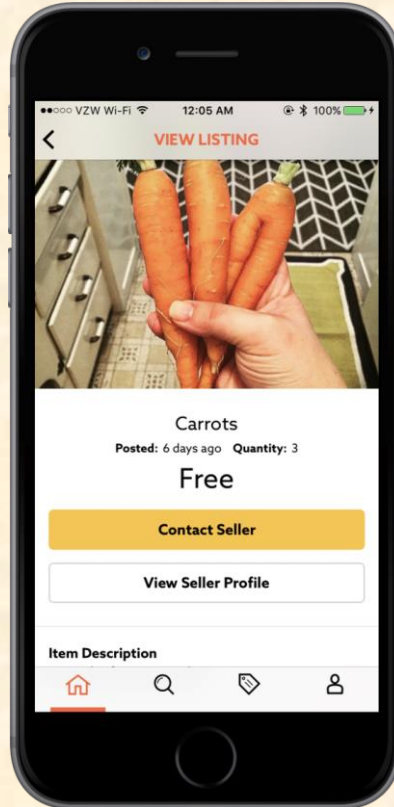 ●●○○○ VZW Wi-Fi 12:05 AM 100%
VIEW LISTING
Carrots
Posted: 6 days ago Quantity: 3
Free
Contact Seller
View Seller Profile
Item Description